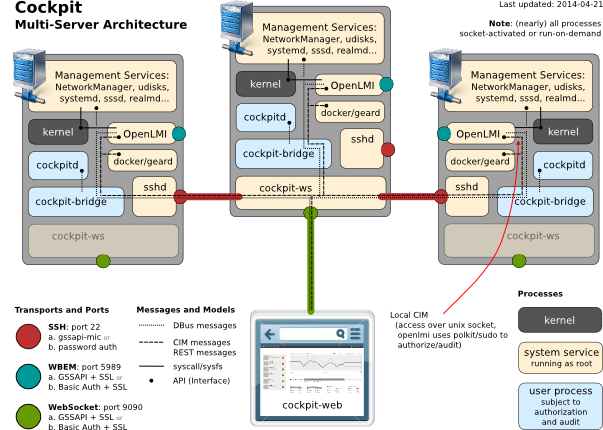 Cockpit
Multi-Server Architecture
Last updated: 2014-04-21
Note: (nearly) all processes
socket-activated or run-on-demand
Management Services:
NetworkManager, udisks,
systemd, sssd, realmd...
kernel
OpenLMI
docker/geard
cockpitd
sshd
cockpit-bridge
cockpit-ws
Management Services:
NetworkManager, udisks,
systemd, sssd, realmd...
kernel
OpenLMI
cockpitd
docker/geard
sshd
cockpit-bridge
cockpit-ws
Management Services:
NetworkManager, udisks,
systemd, sssd, realmd...
OpenLMI
kernel
docker/geard
cockpitd
sshd
cockpit-bridge
cockpit-ws
Transports and Ports
SSH: port 22
a. gssapi-mic or
b. password auth
WBEM: port 5989
a. GSSAPI + SSL or
b. Basic Auth + SSL
WebSocket: port 9090
a. GSSAPI + SSL or
b. Basic Auth + SSL
Messages and Models
DBus messages
CIM messages
REST messages
syscall/sysfs
API (Interface)
cockpit-web
Local CIM
(access over unix socket,
openlmi uses polkit/sudo to
authorize/audit)
Processes
kernel
system service
running as root
user process
subject to
authorization
and audit